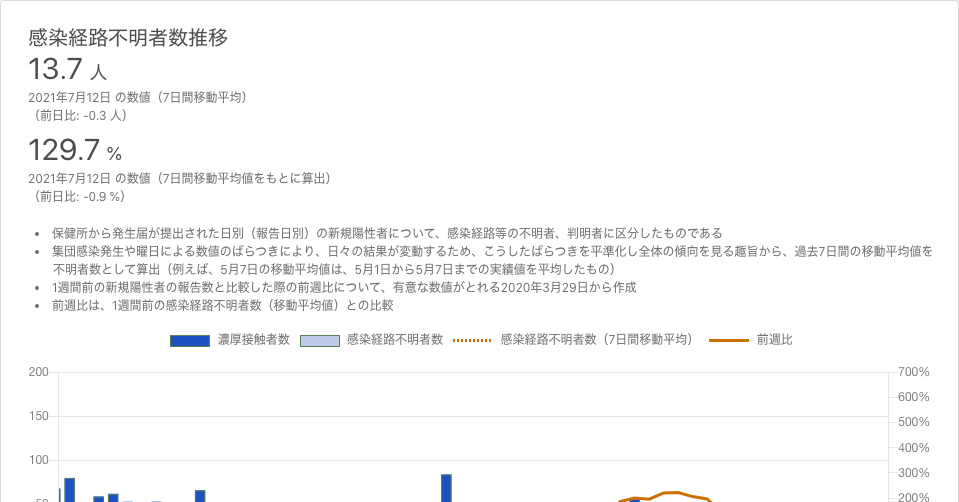 感染経路不明者数推移
13.7 人
2021年7月12日 の数値（7日間移動平均）
（前日比: -0.3 人）
129.7 %
2021年7月12日 の数値（7日間移動平均値をもとに算出）
（前日比: -0.9 %）
• 保健所から発生届が提出された日別（報告日別）の新規陽性者について、感染経路等の不明者、判明者に区分したものである
• 集団感染発生や曜日による数値のばらつきにより、日々の結果が変動するため、こうしたばらつきを平準化し全体の傾向を見る趣旨から、過去7日間の移動平均値を
不明者数として算出（例えば、5月7日の移動平均値は、5月1日から5月7日までの実績値を平均したもの）
• 1週間前の新規陽性者の報告数と比較した際の前週比について、有意な数値がとれる2020年3月29日から作成
• 前週比は、1週間前の感染経路不明者数（移動平均値）との比較
濃厚接触者数 感染経路不明者数 感染経路不明者数（7日間移動平均） 前週比
200 700%
600%
150 500%
400%
100 300%
50 200%